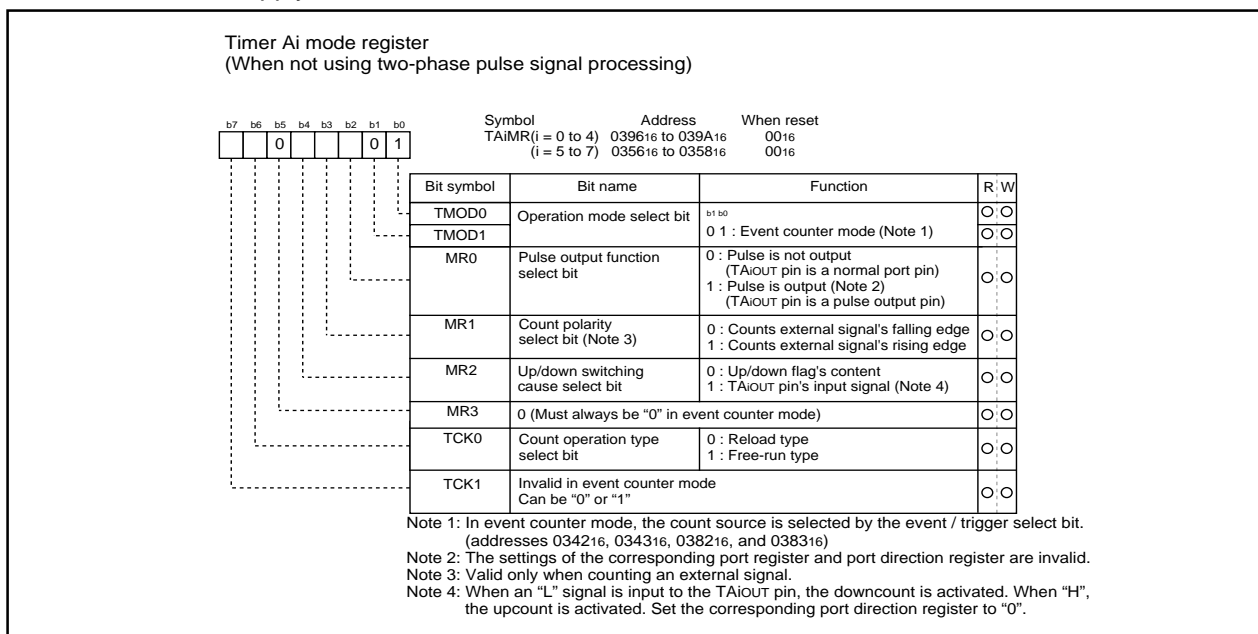 Timer Ai mode register
(When not using two-phase pulse signal processing)
b7 b6 b5 b4 b3 b2 b1 b0
0 0 1
Symbol Address When reset
TAiMR(i = 0 to 4) 039616 to 039A16 0016
(i = 5 to 7) 035616 to 035816 0016
Bit symbol Bit name Function R W
TMOD0 Operation mode select bit b1 b0
TMOD1 0 1 : Event counter mode (Note 1)
MR0 Pulse output function select bit 0 : Pulse is not output
(TAiOUT pin is a normal port pin)
1 : Pulse is output (Note 2)
(TAiOUT pin is a pulse output pin)
MR1 Count polarity select bit (Note 3) 0 : Counts external signal's falling edge
1 : Counts external signal's rising edge
MR2 Up/down switching cause select bit 0 : Up/down flag's content
1 : TAiOUT pin's input signal (Note 4)
MR3 0 (Must always be “0” in event counter mode)
TCK0 Count operation type select bit 0 : Reload type
1 : Free-run type
TCK1 Invalid in event counter mode
Can be “0” or “1”
Note 1: In event counter mode, the count source is selected by the event / trigger select bit.
(addresses 034216, 034316, 038216, and 038316)
Note 2: The settings of the corresponding port register and port direction register are invalid.
Note 3: Valid only when counting an external signal.
Note 4: When an “L” signal is input to the TAiOUT pin, the downcount is activated. When “H”,
the upcount is activated. Set the corresponding port direction register to “0”.